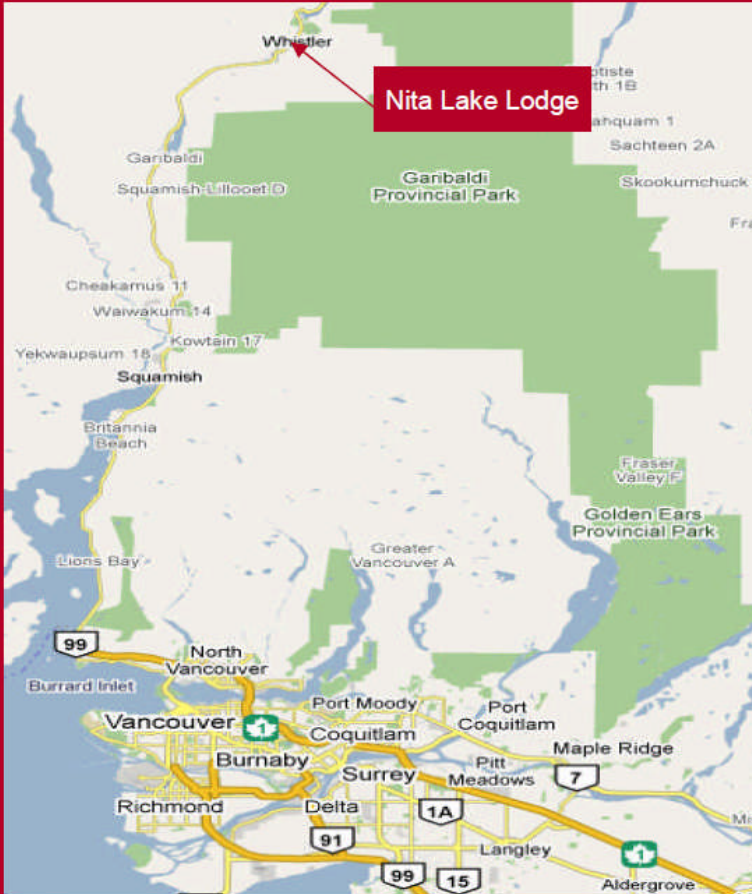 Whistler
Nita Lake Lodge
Sachteen 2A
Garibaldi
Squamish-Lillooet D
Garibaldi
Provincial Park
Skookumchuck
Cheakamus 11
Waiwakum 14
Kowtain 17
Yekwaupsum 18
Squamish
Britannia
Beach
Fraser
Valley F
Golden Ears
Provincial Park
Lions Bay
Greater
Vancouver A
99
North
Vancouver
Burrard Inlet
Port Moody
Port
Coquitlam
Vancouver
1
Coquitlam
Maple Ridge
Burnaby
Surrey
Pitt
Meadows
7
Richmond
Delta
1A
91
Langley
1
99
15
Aldergrove